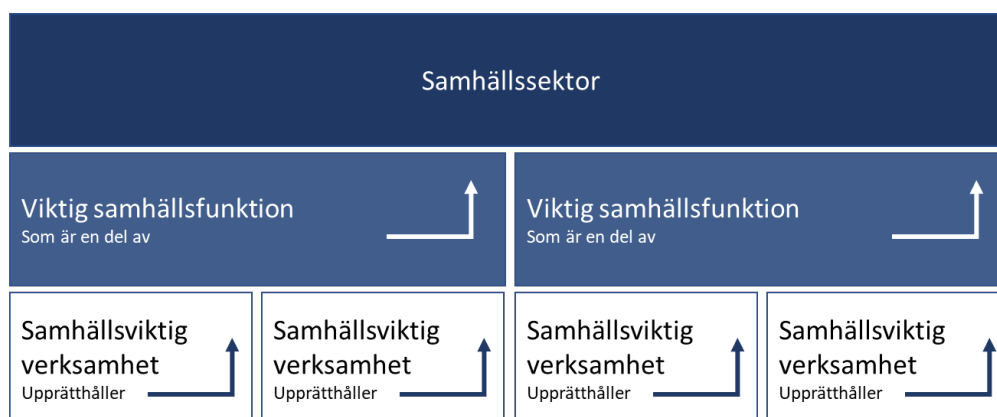 Samhällssektor
Viktig samhällsfunktion
Som är en del av
Viktig samhällsfunktion
Som är en del av
Samhällsviktig
verksamhet
Upprätthåller
Samhällsviktig
verksamhet
Upprätthåller
Samhällsviktig
verksamhet
Upprätthåller
Samhällsviktig
verksamhet
Upprätthåller